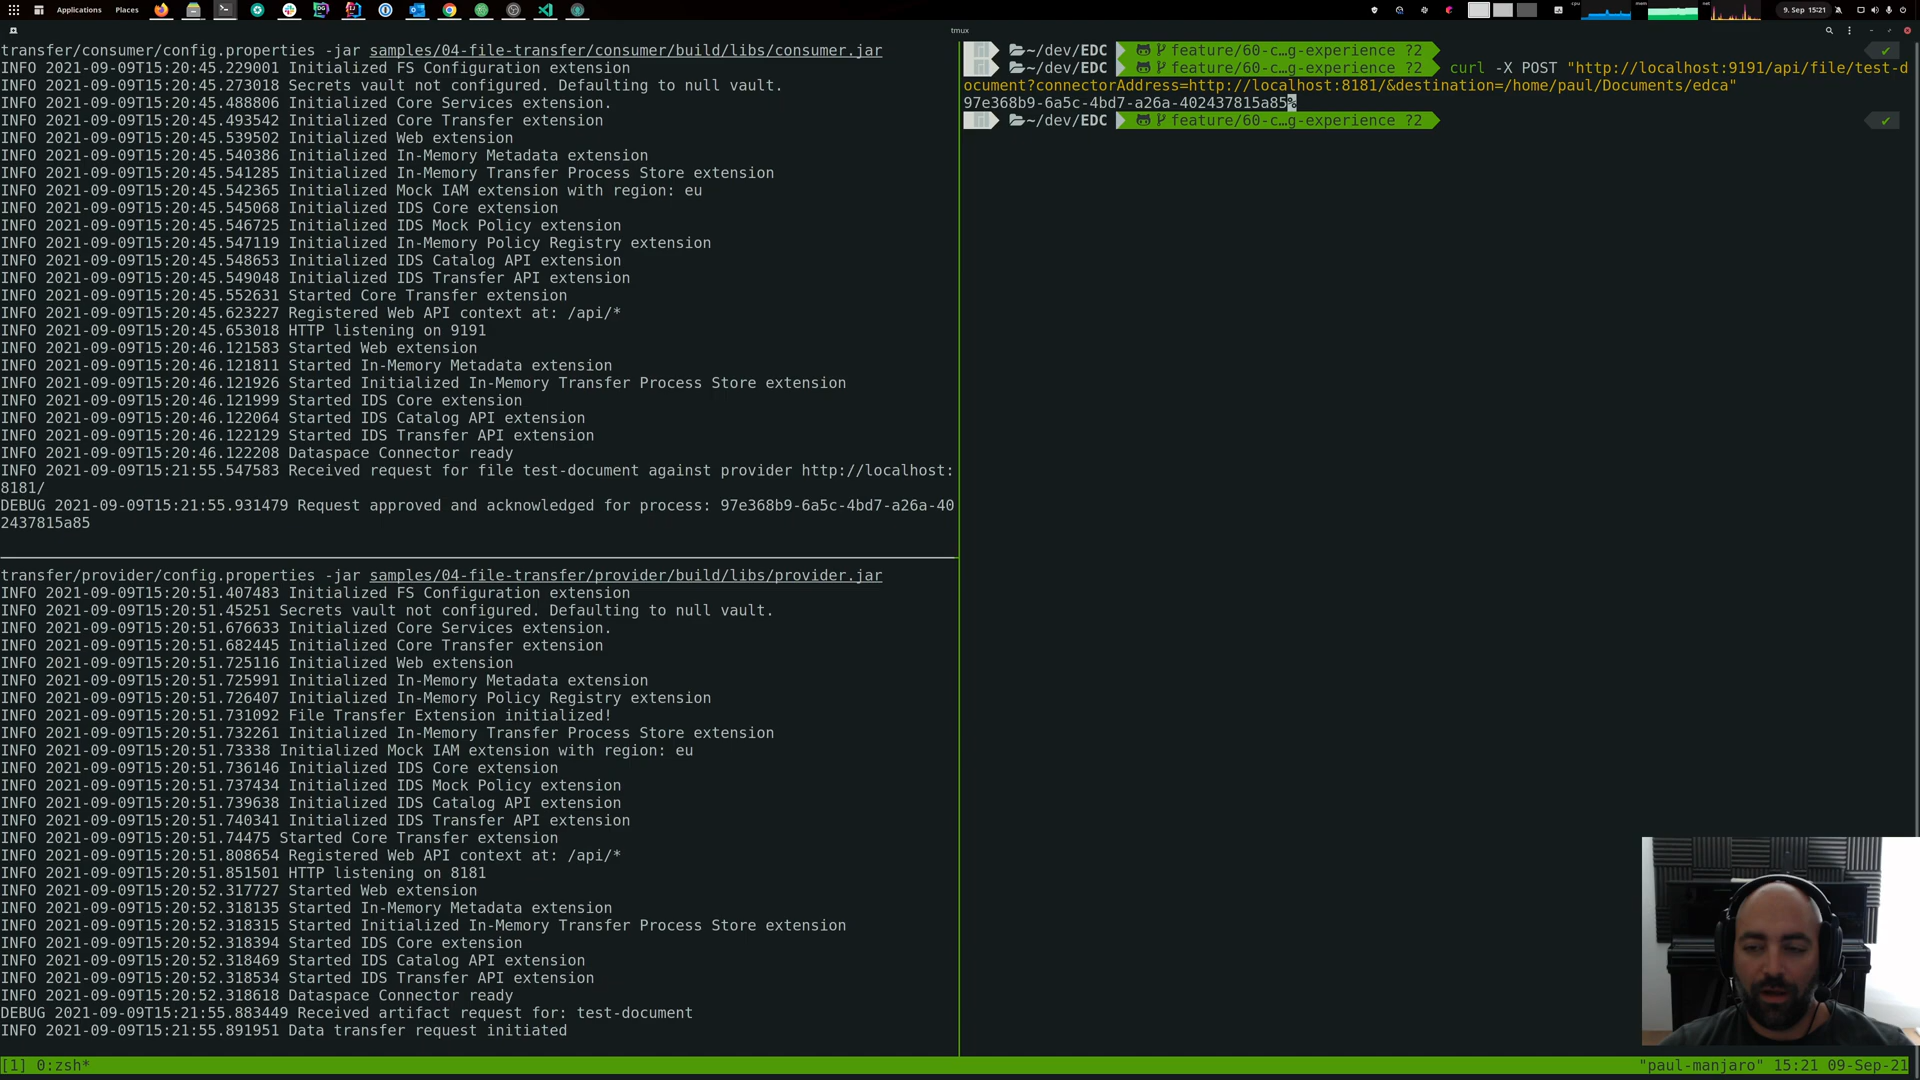 Applications Places 9. Sep 15:21
tmux
transfer/consumer/config.properties -jar samples/04-file-transfer/consumer/build/libs/consumer.jar
INFO 2021-09-09T15:20:45.229001 Initialized FS Configuration extension
INFO 2021-09-09T15:20:45.273018 Secrets vault not configured. Defaulting to null vault.
INFO 2021-09-09T15:20:45.488806 Initialized Core Services extension.
INFO 2021-09-09T15:20:45.493542 Initialized Core Transfer extension
INFO 2021-09-09T15:20:45.539502 Initialized Web extension
INFO 2021-09-09T15:20:45.540386 Initialized In-Memory Metadata extension
INFO 2021-09-09T15:20:45.541285 Initialized In-Memory Transfer Process Store extension
INFO 2021-09-09T15:20:45.542365 Initialized Mock IAM extension with region: eu
INFO 2021-09-09T15:20:45.545068 Initialized IDS Core extension
INFO 2021-09-09T15:20:45.546725 Initialized IDS Mock Policy extension
INFO 2021-09-09T15:20:45.547119 Initialized In-Memory Policy Registry extension
INFO 2021-09-09T15:20:45.548653 Initialized IDS Catalog API extension
INFO 2021-09-09T15:20:45.549048 Initialized IDS Transfer API extension
INFO 2021-09-09T15:20:45.552631 Started Core Transfer extension
INFO 2021-09-09T15:20:45.623227 Registered Web API context at: /api/*
INFO 2021-09-09T15:20:45.653018 HTTP listening on 9191
INFO 2021-09-09T15:20:46.121583 Started Web extension
INFO 2021-09-09T15:20:46.121811 Started In-Memory Metadata extension
INFO 2021-09-09T15:20:46.121926 Started Initialized In-Memory Transfer Process Store extension
INFO 2021-09-09T15:20:46.121999 Started IDS Core extension
INFO 2021-09-09T15:20:46.122064 Started IDS Catalog API extension
INFO 2021-09-09T15:20:46.122129 Started IDS Transfer API extension
INFO 2021-09-09T15:20:46.122208 Dataspace Connector ready
INFO 2021-09-09T15:21:55.547583 Received request for file test-document against provider http://localhost:
8181/
DEBUG 2021-09-09T15:21:55.931479 Request approved and acknowledged for process: 97e368b9-6a5c-4bd7-a26a-40
2437815a85
transfer/provider/config.properties -jar samples/04-file-transfer/provider/build/libs/provider.jar
INFO 2021-09-09T15:20:51.407483 Initialized FS Configuration extension
INFO 2021-09-09T15:20:51.45251 Secrets vault not configured. Defaulting to null vault.
INFO 2021-09-09T15:20:51.676633 Initialized Core Services extension.
INFO 2021-09-09T15:20:51.682445 Initialized Core Transfer extension
INFO 2021-09-09T15:20:51.725116 Initialized Web extension
INFO 2021-09-09T15:20:51.725991 Initialized In-Memory Metadata extension
INFO 2021-09-09T15:20:51.726407 Initialized In-Memory Policy Registry extension
INFO 2021-09-09T15:20:51.731092 File Transfer Extension initialized!
INFO 2021-09-09T15:20:51.732261 Initialized In-Memory Transfer Process Store extension
INFO 2021-09-09T15:20:51.73338 Initialized Mock IAM extension with region: eu
INFO 2021-09-09T15:20:51.736146 Initialized IDS Core extension
INFO 2021-09-09T15:20:51.737434 Initialized IDS Mock Policy extension
INFO 2021-09-09T15:20:51.739638 Initialized IDS Catalog API extension
INFO 2021-09-09T15:20:51.740341 Initialized IDS Transfer API extension
INFO 2021-09-09T15:20:51.74475 Started Core Transfer extension
INFO 2021-09-09T15:20:51.808654 Registered Web API context at: /api/*
INFO 2021-09-09T15:20:51.851501 HTTP listening on 8181
INFO 2021-09-09T15:20:52.317727 Started Web extension
INFO 2021-09-09T15:20:52.318135 Started In-Memory Metadata extension
INFO 2021-09-09T15:20:52.318315 Started Initialized In-Memory Transfer Process Store extension
INFO 2021-09-09T15:20:52.318394 Started IDS Core extension
INFO 2021-09-09T15:20:52.318469 Started IDS Catalog API extension
INFO 2021-09-09T15:20:52.318534 Started IDS Transfer API extension
INFO 2021-09-09T15:20:52.318618 Dataspace Connector ready
DEBUG 2021-09-09T15:21:55.883449 Received artifact request for: test-document
INFO 2021-09-09T15:21:55.891951 Data transfer request initiated
~/dev/EDC feature/60-c…g-experience ?2 ✔
~/dev/EDC feature/60-c…g-experience ?2 curl -X POST "http://localhost:9191/api/file/test-d
ocument?connectorAddress=http://localhost:8181/&destination=/home/paul/Documents/edca"
97e368b9-6a5c-4bd7-a26a-402437815a85%
~/dev/EDC feature/60-c…g-experience ?2 ✔
[1] 0:zsh* "paul-manjaro" 15:21 09-Sep-21